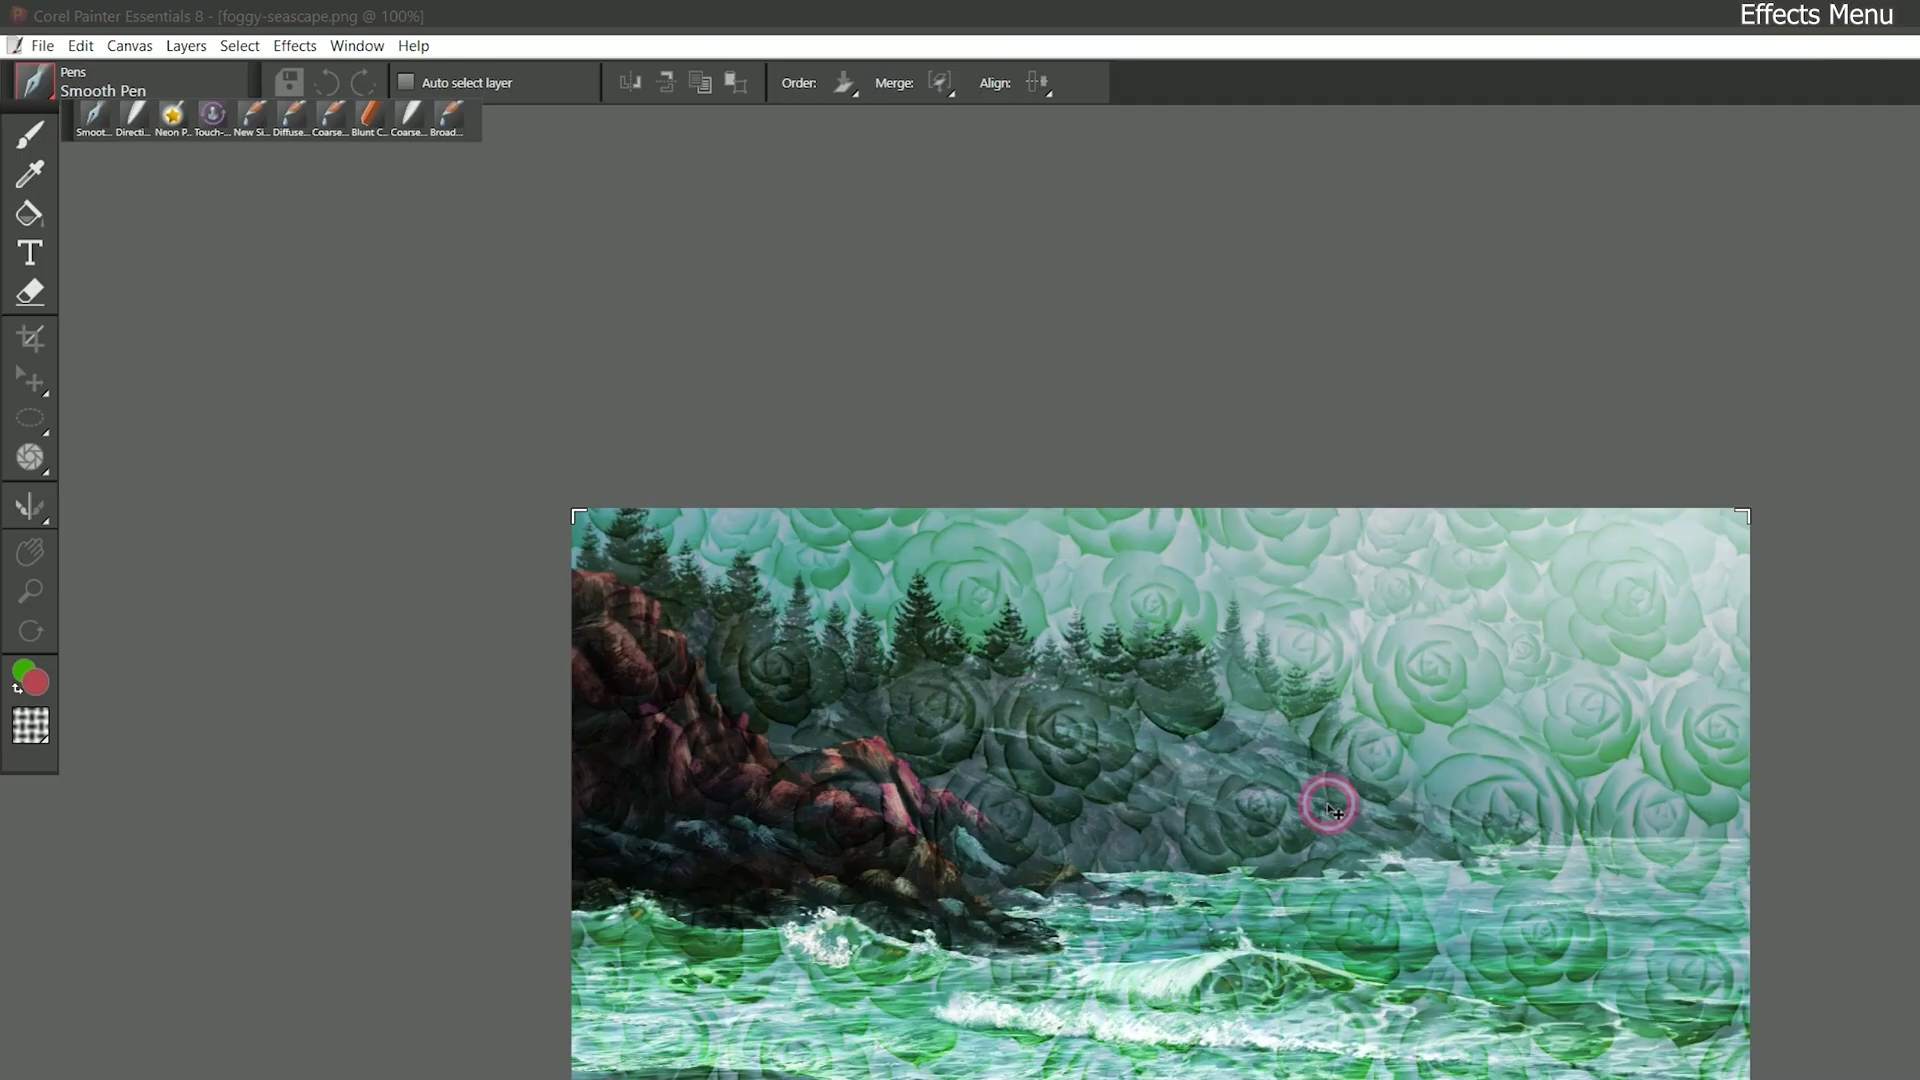 Corel Painter Essentials 8 - [foggy-seascape.png @ 100%]
Effects Menu
File Edit Canvas Layers Select Effects Window Help
Pens
Smooth Pen
Auto select layer
Order:
Merge:
Align:
Smoot... Directi... Neon P... Touch-... New Si... Diffuse... Coarse... Blunt C... Coarse... Broad...